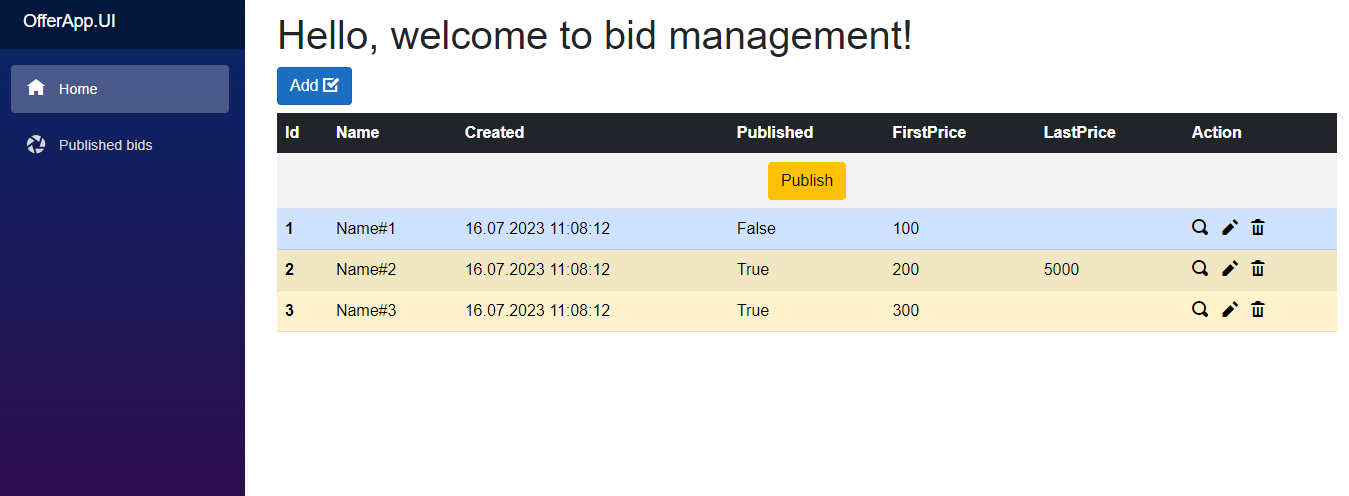 OfferApp.UI
Home
Published bids
Hello, welcome to bid management!
Add
Id Name Created Published FirstPrice LastPrice Action
Publish
1 Name#1 16.07.2023 11:08:12 False 100
2 Name#2 16.07.2023 11:08:12 True 200 5000
3 Name#3 16.07.2023 11:08:12 True 300